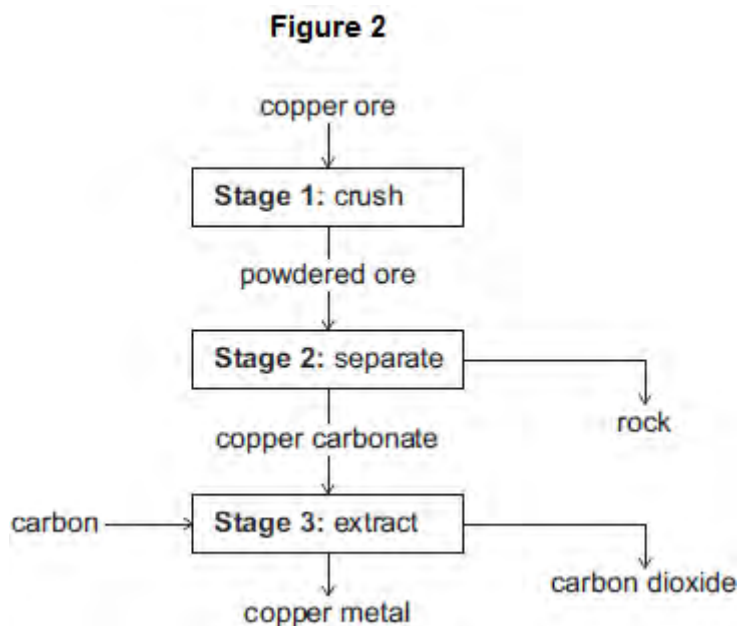 Figure 2
copper ore
Stage 1: crush
powdered ore
Stage 2: separate
rock
copper carbonate
carbon
Stage 3: extract
carbon dioxide
copper metal